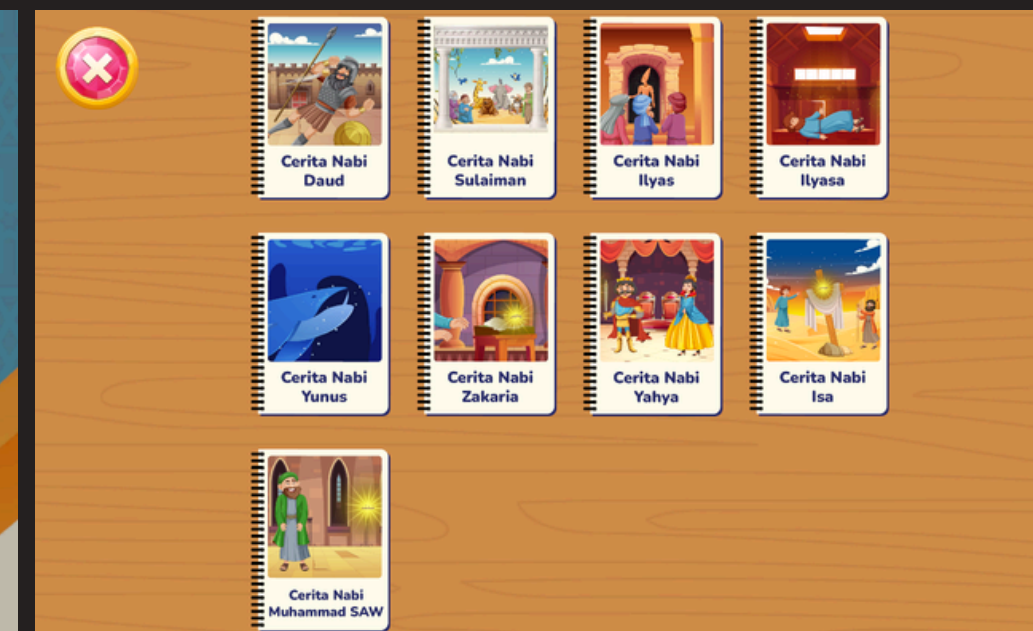 Cerita Nabi
Daud
Cerita Nabi
Sulaiman
Cerita Nabi
Ilyas
Cerita Nabi
Ilyasa
Cerita Nabi
Yunus
Cerita Nabi
Zakaria
Cerita Nabi
Yahya
Cerita Nabi
Isa
Cerita Nabi
Muhammad SAW